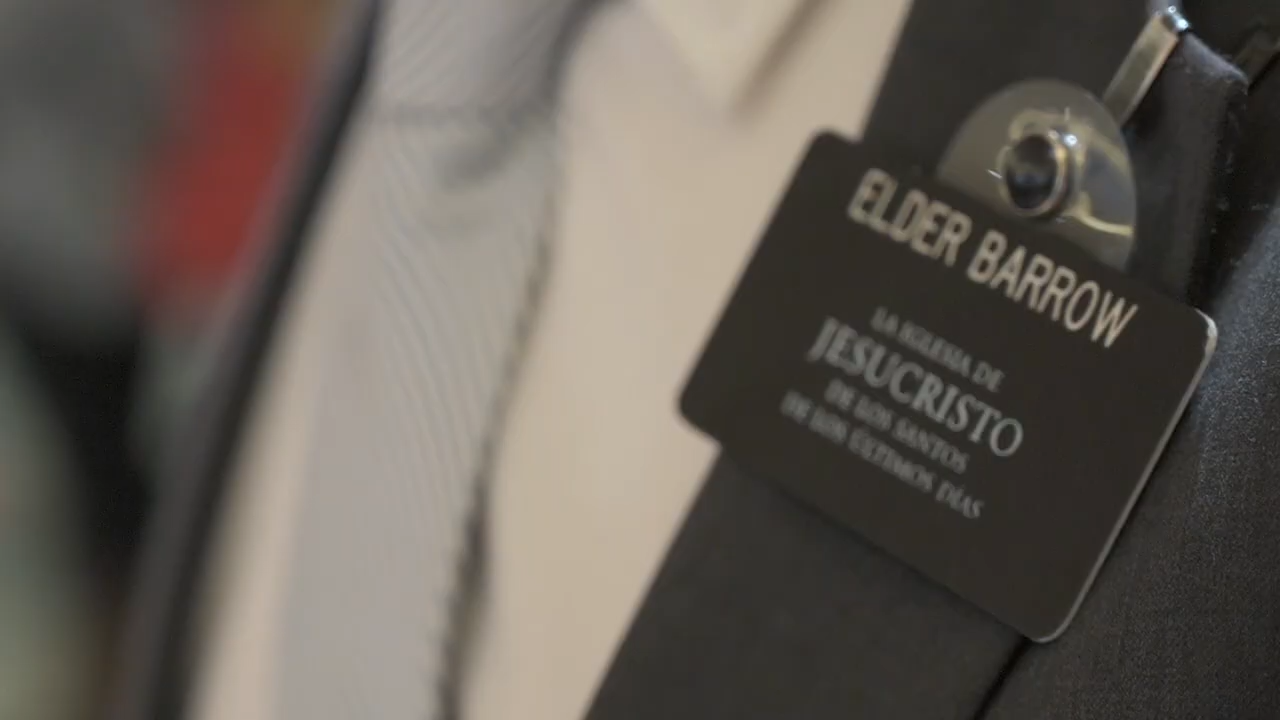 ELDER BARROW
LA IGLESIA DE
JESUCRISTO
DE LOS SANTOS
DE LOS ÚLTIMOS DÍAS